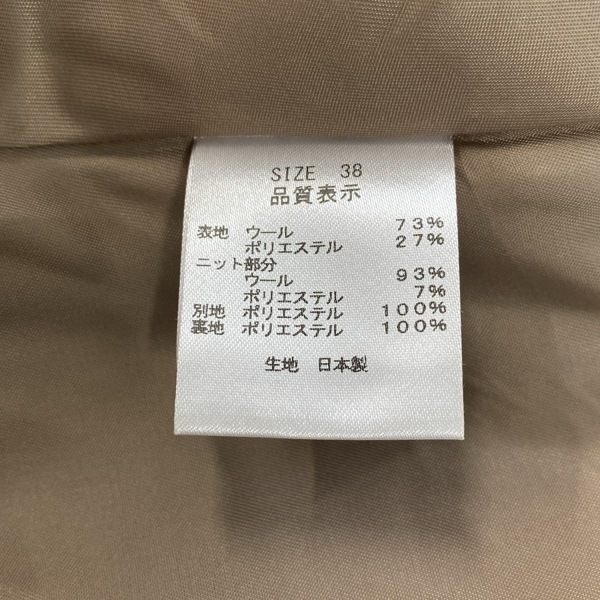 SIZE 38
品質表示
表地 ウール 73%
ポリエステル 27%
ニット部分
ウール 93%
ポリエステル 7%
別地 ポリエステル 100%
裏地 ポリエステル 100%
生地 日本製